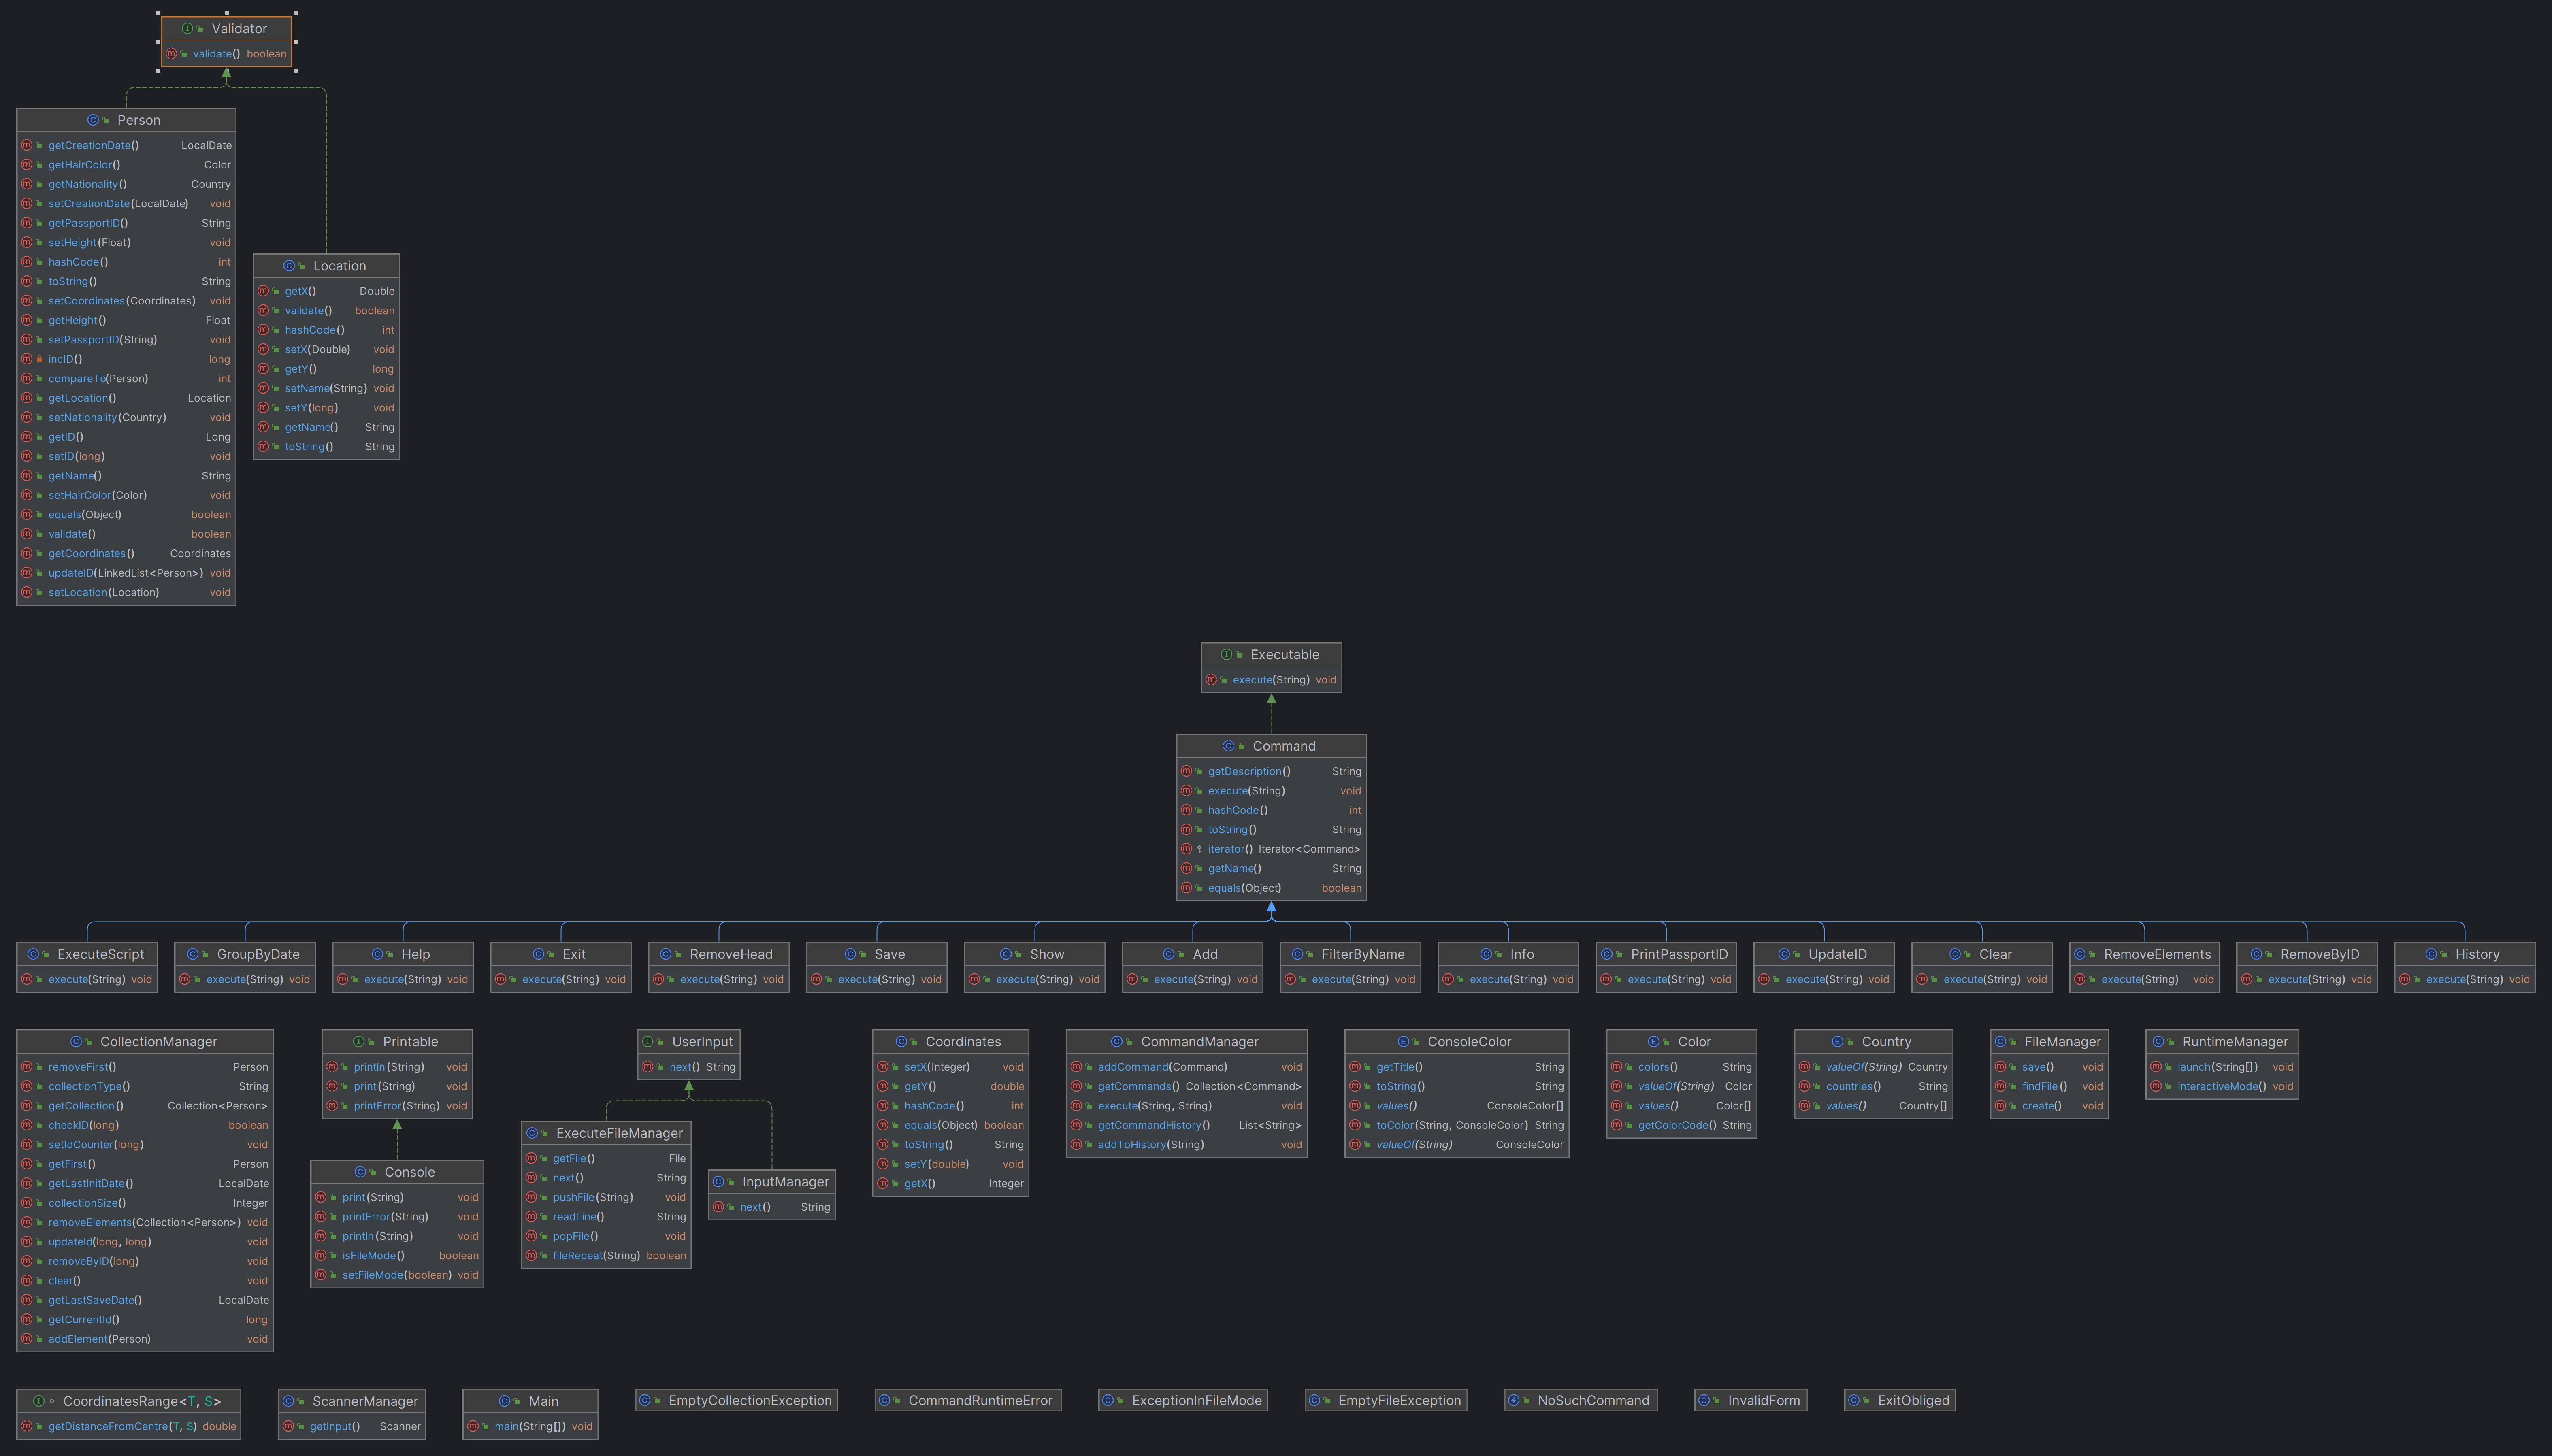 Validator
validate() boolean
Person
getCreationDate() LocalDate
getHairColor() Color
getNationality() Country
setCreationDate(LocalDate) void
getPassportID() String
setHeight(Float) void
hashCode() int
toString() String
setCoordinates(Coordinates) void
getHeight() Float
setPassportID(String) void
incID() long
compareTo(Person) int
getLocation() Location
setNationality(Country) void
getID() Long
setID(long) void
getName() String
setHairColor(Color) void
equals(Object) boolean
validate() boolean
getCoordinates() Coordinates
updateID(LinkedList<Person>) void
setLocation(Location) void
Location
getX() Double
validate() boolean
hashCode() int
setX(Double) void
getY() long
setName(String) void
setY(long) void
getName() String
toString() String
Executable
execute(String) void
Command
getDescription() String
execute(String) void
hashCode() int
toString() String
iterator() Iterator<Command>
getName() String
equals(Object) boolean
ExecuteScript
execute(String) void
GroupByDate
execute(String) void
Help
execute(String) void
Exit
execute(String) void
RemoveHead
execute(String) void
Save
execute(String) void
Show
execute(String) void
Add
execute(String) void
FilterByName
execute(String) void
Info
execute(String) void
PrintPassportID
execute(String) void
UpdateID
execute(String) void
Clear
execute(String) void
RemoveElements
execute(String) void
RemoveByID
execute(String) void
History
execute(String) void
CollectionManager
removeFirst() Person
collectionType() String
getCollection() Collection<Person>
checkID(long) boolean
setIdCounter(long) void
getFirst() Person
getLastInitDate() LocalDate
collectionSize() Integer
removeElements(Collection<Person>) void
updateId(long, long) void
removeByID(long) void
clear() void
getLastSaveDate() LocalDate
getCurrentId() long
addElement(Person) void
Printable
println(String) void
print(String) void
printError(String) void
Console
print(String) void
printError(String) void
println(String) void
isFileMode() boolean
setFileMode(boolean) void
UserInput
next() String
ExecuteFileManager
getFile() File
next() String
pushFile(String) void
readLine() String
popFile() void
fileRepeat(String) boolean
InputManager
next() String
Coordinates
setX(Integer) void
getY() double
hashCode() int
equals(Object) boolean
toString() String
setY(double) void
getX() Integer
CommandManager
addCommand(Command) void
getCommands() Collection<Command>
execute(String, String) void
getCommandHistory() List<String>
addToHistory(String) void
ConsoleColor
getTitle() String
toString() String
values() ConsoleColor[]
toColor(String, ConsoleColor) String
valueOf(String) ConsoleColor
Color
colors() String
valueOf(String) Color
values() Color[]
getColorCode() String
Country
valueOf(String) Country
countries() String
values() Country[]
FileManager
save() void
findFile() void
create() void
RuntimeManager
launch(String[]) void
interactiveMode() void
CoordinatesRange<T, S>
getDistanceFromCentre(T, S) double
ScannerManager
getInput() Scanner
Main
main(String[]) void
EmptyCollectionException
CommandRuntimeError
ExceptionInFileMode
EmptyFileException
NoSuchCommand
InvalidForm
ExitObliged